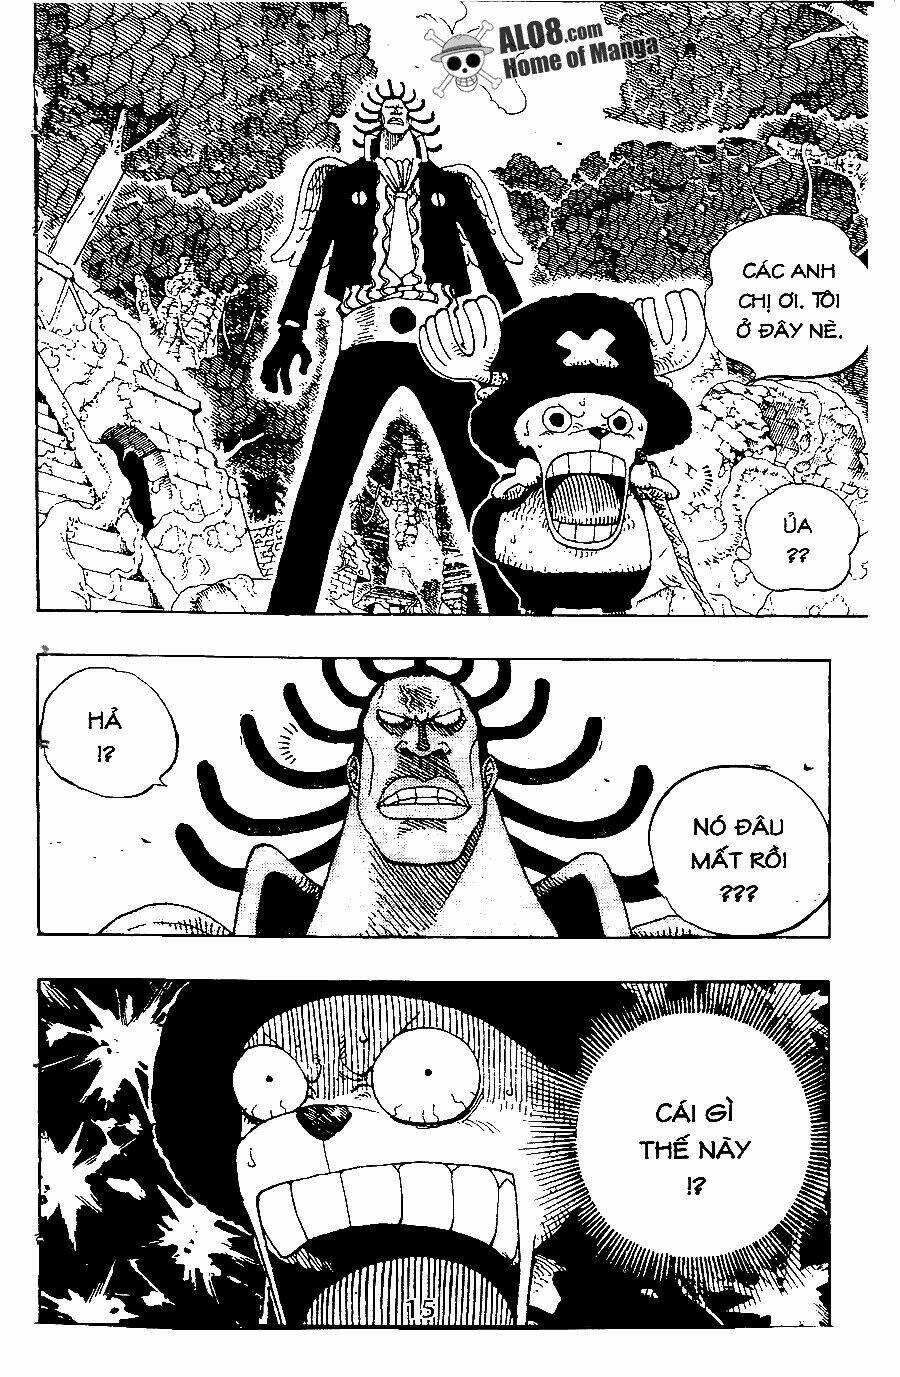 AL08.com
Home of Manga
CÁC ANH
CHỊ ƠI. TÔI
Ở ĐÂY NÈ.
ỦA
??
HẢ
!?
NÓ ĐÂU
MẤT RỒI
???
CÁI GÌ
THẾ NÀY
!?
15